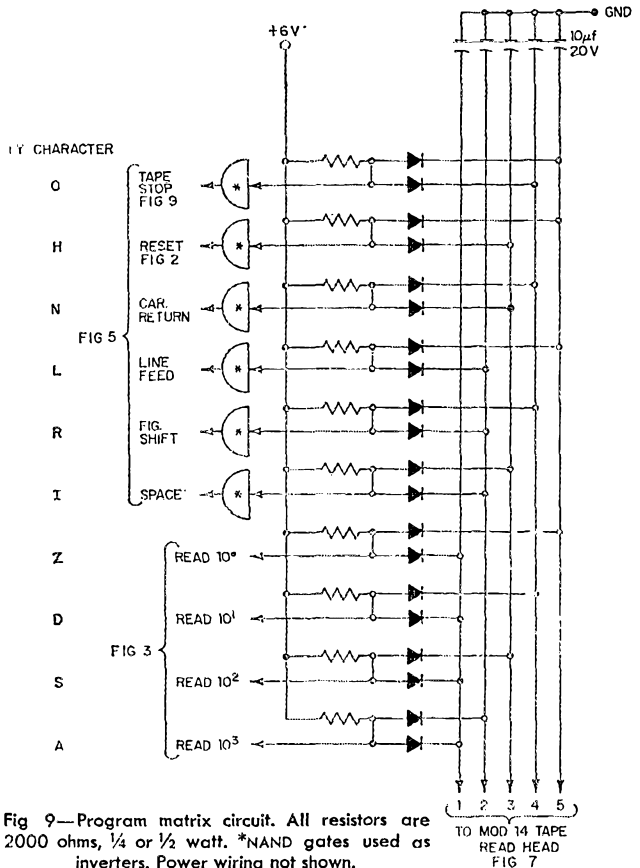 GND
+6V
10µf
20V
TY CHARACTER
O
TAPE
STOP
FIG 9
*
H
RESET
FIG 2
*
N
CAR.
RETURN
*
FIG 5
L
LINE
FEED
*
R
FIG.
SHIFT
*
I
SPACE
*
Z
READ 10⁰
D
READ 10¹
FIG 3
S
READ 10²
A
READ 10³
1 2 3 4 5
TO MOD 14 TAPE
READ HEAD
FIG 7
Fig 9—Program matrix circuit. All resistors are
2000 ohms, ¼ or ½ watt. *NAND gates used as
inverters. Power wiring not shown.